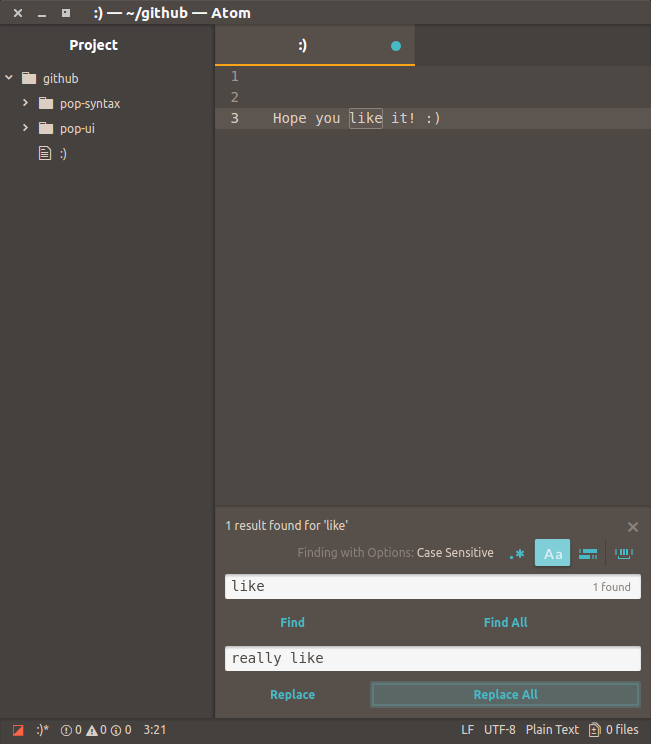 :) — ~/github — Atom
Project
github
pop-syntax
pop-ui
:)
:)
1
2
3 Hope you like it! :)
1 result found for 'like'
Finding with Options: Case Sensitive .* Aa
like 1 found
Find Find All
really like
Replace Replace All
:)* 0 0 0 3:21 LF UTF-8 Plain Text 0 files